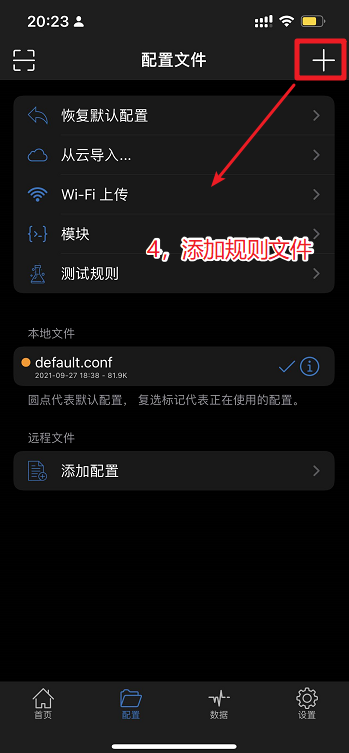 20:23
配置文件
恢复默认配置
从云导入...
Wi-Fi 上传
模块
4，添加规则文件
测试规则
本地文件
default.conf
2021-09-27 18:38 - 81.9K
圆点代表默认配置， 复选标记代表正在使用的配置。
远程文件
添加配置
首页
配置
数据
设置